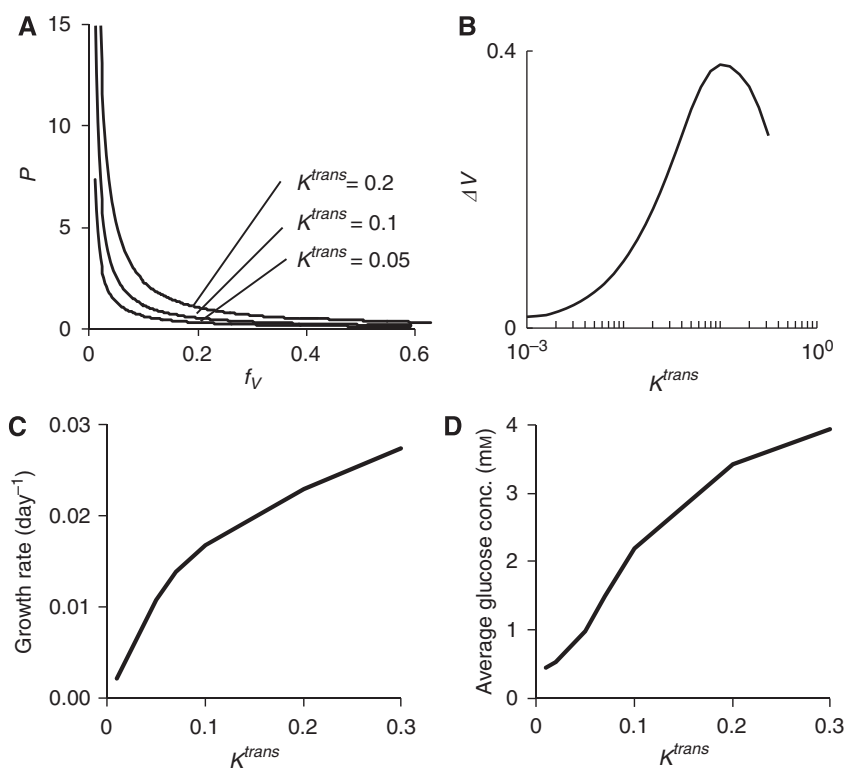 A
15
10
5
0
P
K^trans = 0.2
K^trans = 0.1
K^trans = 0.05
0
0.2
0.4
0.6
f_V
B
0.4
0
ΔV
10^−3
10^0
K^trans
C
0.03
0.02
0.01
0.00
Growth rate (day^−1)
0
0.1
0.2
0.3
K^trans
D
4
3
2
1
0
Average glucose conc. (mM)
0
0.1
0.2
0.3
K^trans